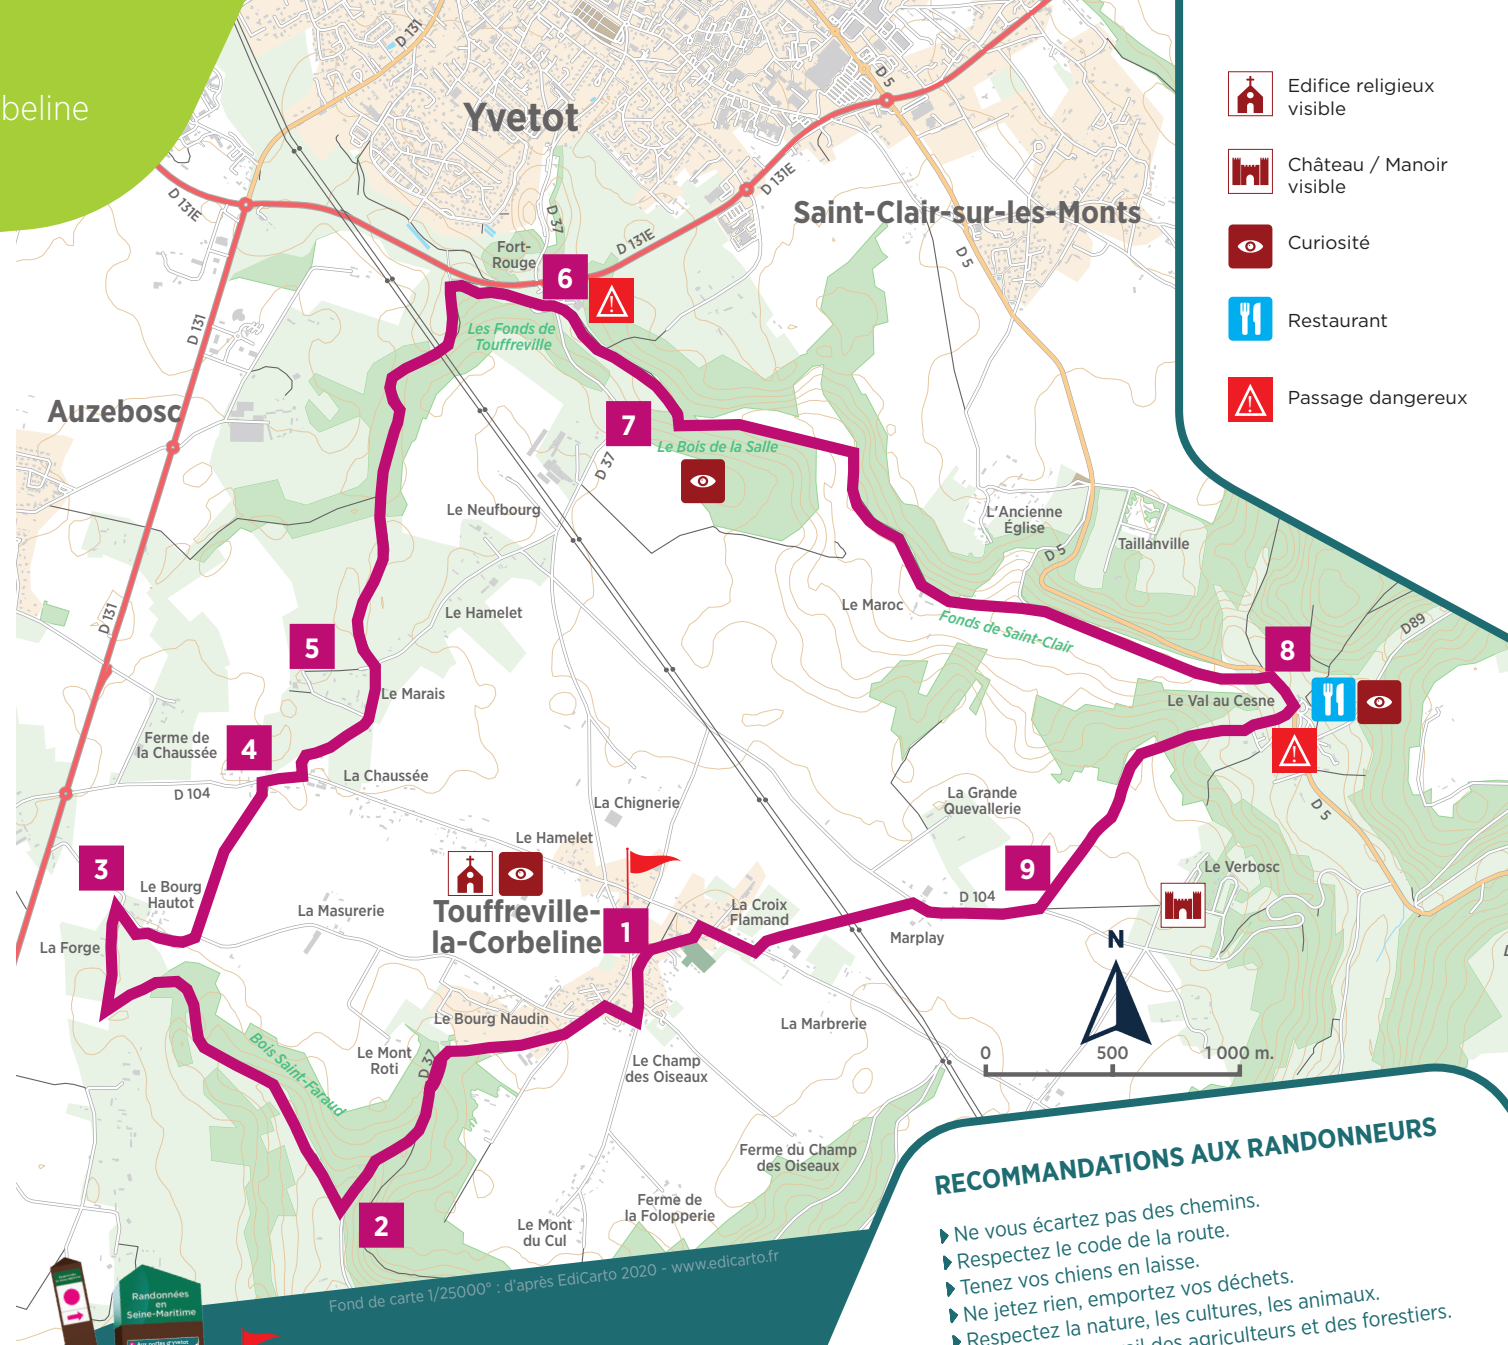 beline
Edifice religieux
visible
Château / Manoir
visible
Curiosité
Restaurant
Passage dangereux
D 131
D 5
Yvetot
D 131E
D 131E
Saint-Clair-sur-les-Monts
D 37
D 131E
Fort-
Rouge
D 5
6
Les Fonds de
Touffreville
D 131
Auzebosc
7
Le Bois de la Salle
D 37
Le Neufbourg
L'Ancienne
Église
D 5
Taillanville
Le Hamelet
Le Maroc
Fonds de Saint-Clair
D 131
D89
5
8
Le Marais
Le Val au Cesne
Ferme de
la Chaussée
4
La Chaussée
D 104
La Chignerie
La Grande
Quevallerie
D 5
Le Hamelet
3
9
Le Verbosc
Le Bourg
Hautot
La Masurerie
D 104
La Croix
Flamand
Touffreville-
la-Corbeline
1
Marplay
N
La Forge
Le Bourg Naudin
La Marbrerie
Bois Saint-Faraud
Le Mont
Roti
D 37
Le Champ
des Oiseaux
0 500 1 000 m.
Ferme du Champ
des Oiseaux
Ferme de
la Folopperie
Le Mont
du Cul
2
RECOMMANDATIONS AUX RANDONNEURS
Ne vous écartez pas des chemins.
Respectez le code de la route.
Tenez vos chiens en laisse.
Ne jetez rien, emportez vos déchets.
Respectez la nature, les cultures, les animaux.
des agriculteurs et des forestiers.
Fond de carte 1/25000° : d'après EdiCarto 2020 - www.edicarto.fr
Randonnées
en
Seine-Maritime